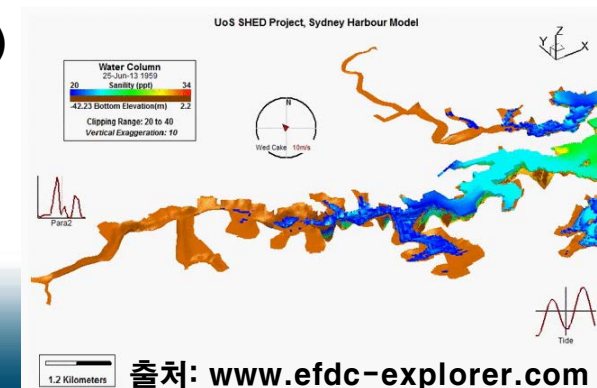 )
UoS SHED Project, Sydney Harbour Model
Z
Y
X
Water Column
25-Jun-13 1959
20 Sanility (ppt) 34
-42.23 Bottom Elevation(m) 2.2
Clipping Range: 20 to 40
Vertical Exaggeration: 10
N
Wed Cake 10m/s
Para2
Tide
1.2 Kilometers
출처: www.efdc-explorer.com